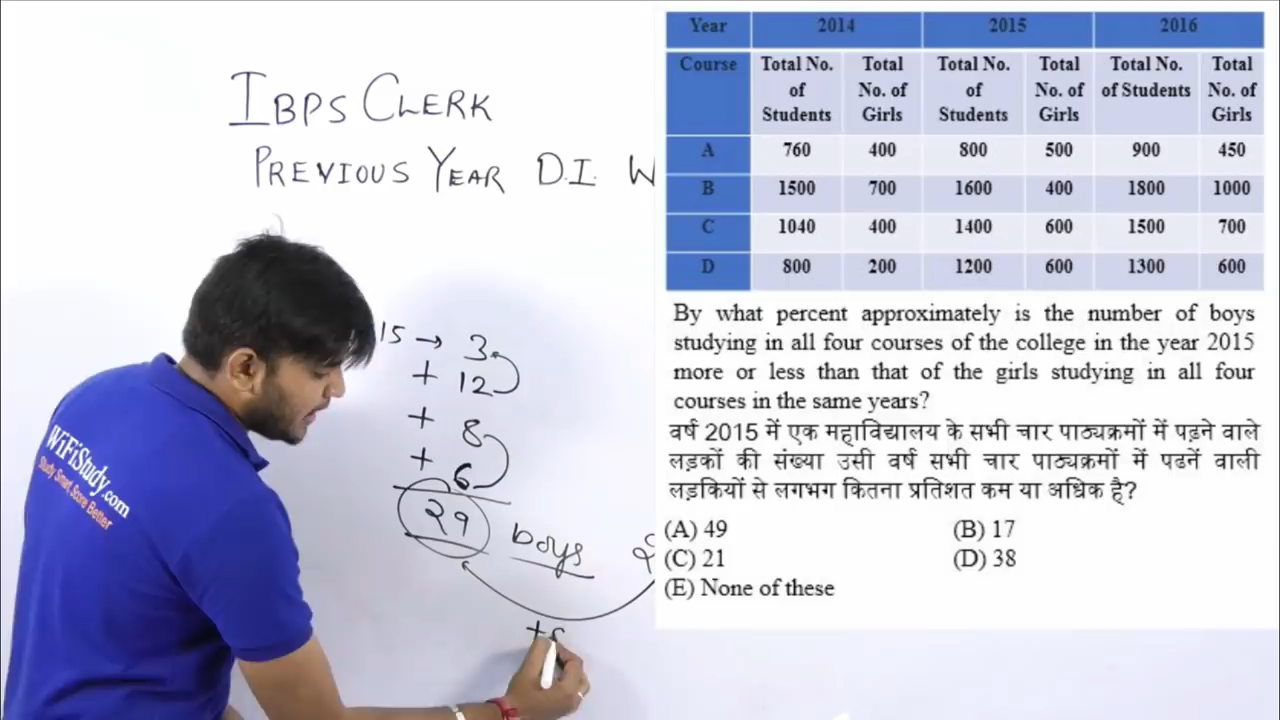 IBPS CLERK
PREVIOUS YEAR D.I. W
15 → 3
+ 12
+ 8
+ 6
29 boys
+
WiFiStudy.com
Study Smart, Score Better
Year 2014 2015 2016
Course Total No. of Students Total No. of Girls Total No. of Students Total No. of Girls Total No. of Students Total No. of Girls
A 760 400 800 500 900 450
B 1500 700 1600 400 1800 1000
C 1040 400 1400 600 1500 700
D 800 200 1200 600 1300 600
By what percent approximately is the number of boys
studying in all four courses of the college in the year 2015
more or less than that of the girls studying in all four
courses in the same years?
वर्ष 2015 में एक महाविद्यालय के सभी चार पाठ्यक्रमों में पड़ने वाले
लड़कों की संख्या उसी वर्ष सभी चार पाठ्यक्रमों में पढनें वाली
लड़कियों से लगभग कितना प्रतिशत कम या अधिक है?
(A) 49 (B) 17
(C) 21 (D) 38
(E) None of these